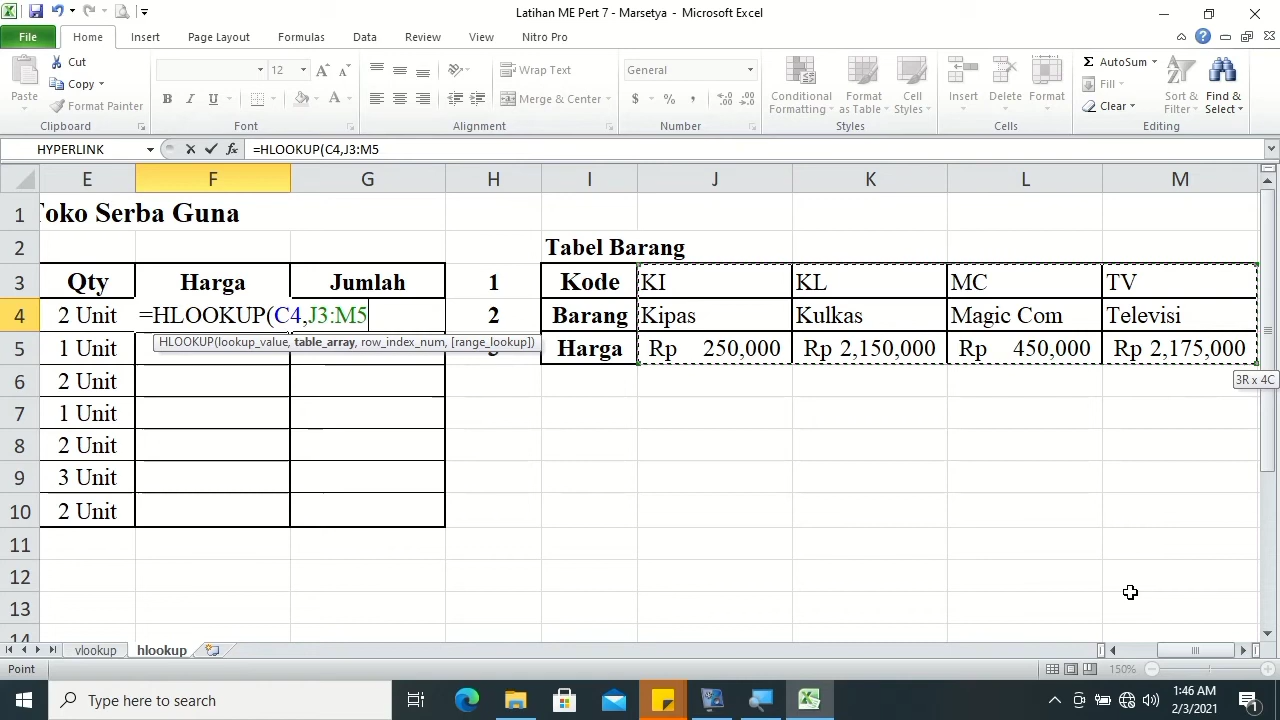 Latihan ME Pert 7 - Marsetya - Microsoft Excel
File Home Insert Page Layout Formulas Data Review View Nitro Pro
Paste Cut Copy Format Painter
12 B I U
Wrap Text
Merge & Center
General
$ % ,
Conditional Formatting Format as Table Cell Styles
Insert Delete Format
Σ AutoSum Fill Clear
Sort & Filter Find & Select
Clipboard Font Alignment Number Styles Cells Editing
HYPERLINK fx =HLOOKUP(C4,J3:M5
E F G H I J K L M
1 Toko Serba Guna
2 Tabel Barang
3 Qty Harga Jumlah 1 Kode KI KL MC TV
4 2 Unit =HLOOKUP(C4,J3:M5 2 Barang Kipas Kulkas Magic Com Televisi
HLOOKUP(lookup_value, table_array, row_index_num, [range_lookup])
5 1 Unit Harga Rp 250,000 Rp 2,150,000 Rp 450,000 Rp 2,175,000
3R x 4C
6 2 Unit
7 1 Unit
8 2 Unit
9 3 Unit
10 2 Unit
11
12
13
14
vlookup hlookup
Point 150%
Type here to search
1:46 AM
2/3/2021
1